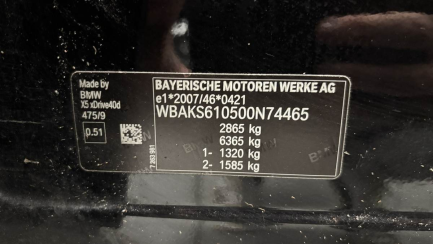 Made by
BMW
X5 xDrive40d
475/9
0.51
BAYERISCHE MOTOREN WERKE AG
e1*2007/46*0421
WBAKS610500N74465
2865 kg
6365 kg
1- 1320 kg
2- 1585 kg